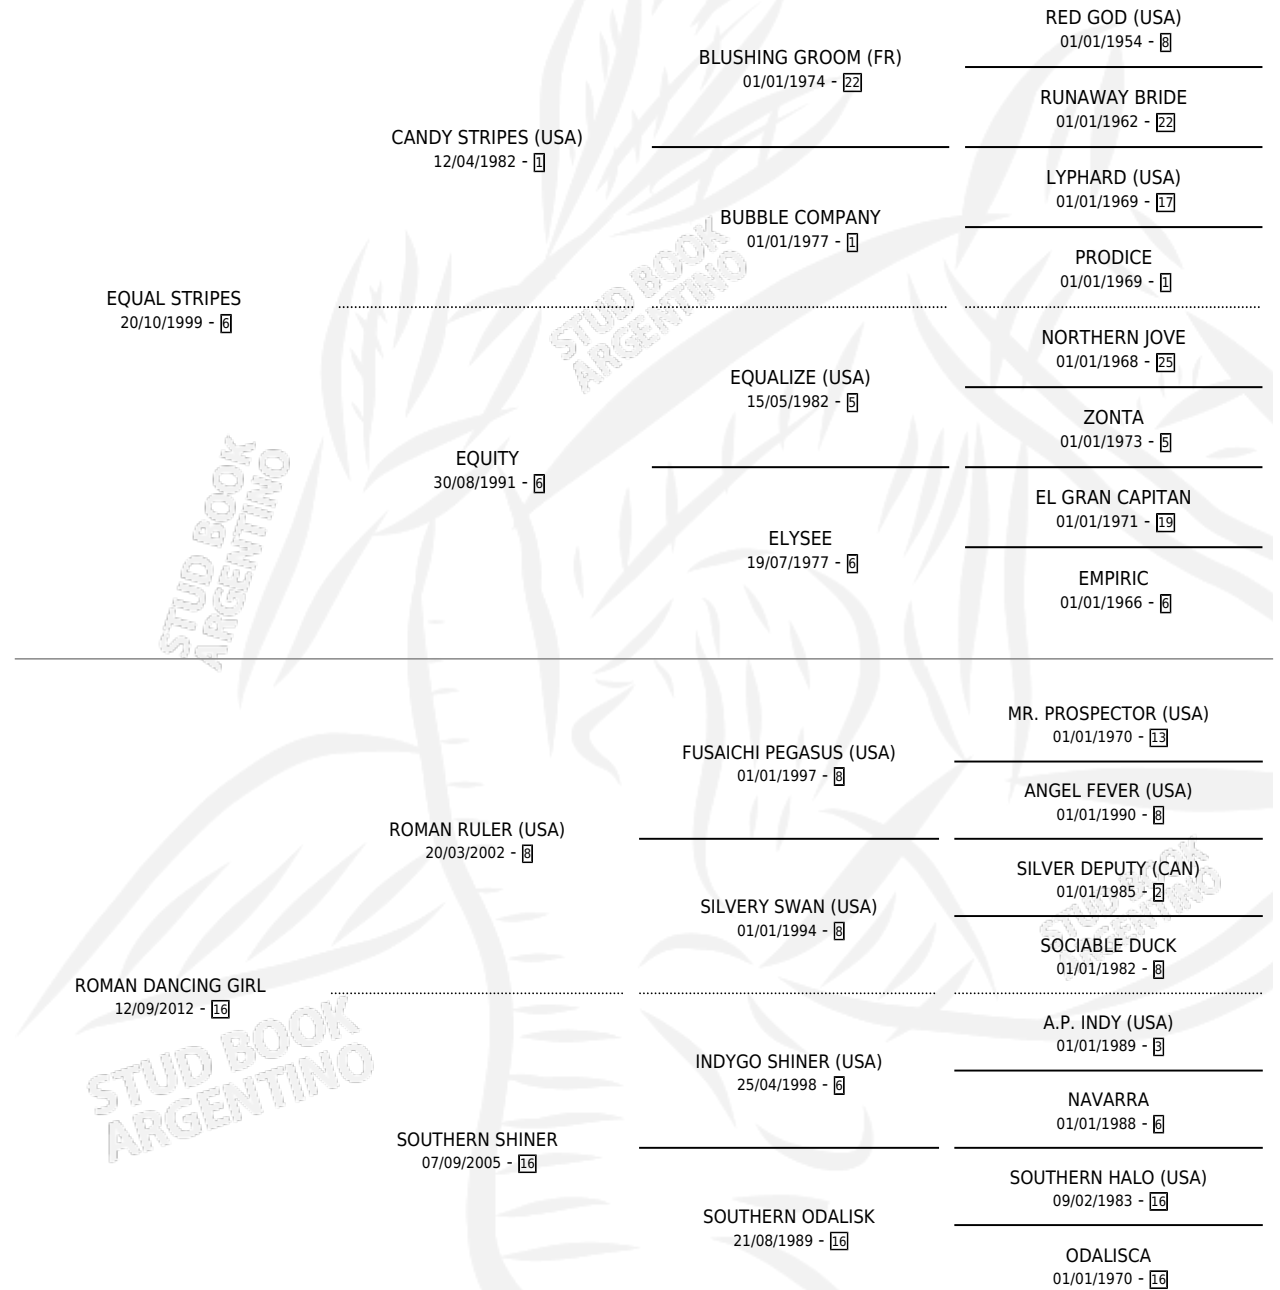 RED GOD (USA)
01/01/1954 - 8
BLUSHING GROOM (FR)
01/01/1974 - 22
RUNAWAY BRIDE
01/01/1962 - 22
CANDY STRIPES (USA)
12/04/1982 - 1
LYPHARD (USA)
01/01/1969 - 17
BUBBLE COMPANY
01/01/1977 - 1
PRODICE
01/01/1969 - 1
EQUAL STRIPES
20/10/1999 - 6
STUD BOOK
ARGENTINO
NORTHERN JOVE
01/01/1968 - 25
EQUALIZE (USA)
15/05/1982 - 5
ZONTA
01/01/1973 - 5
EQUITY
30/08/1991 - 6
EL GRAN CAPITAN
01/01/1971 - 19
ELYSEE
19/07/1977 - 6
EMPIRIC
01/01/1966 - 6
STUD BOOK
ARGENTINO
MR. PROSPECTOR (USA)
01/01/1970 - 13
FUSAICHI PEGASUS (USA)
01/01/1997 - 8
ANGEL FEVER (USA)
01/01/1990 - 8
ROMAN RULER (USA)
20/03/2002 - 8
SILVER DEPUTY (CAN)
01/01/1985 - 2
STUD BOOK
ARGENTINO
SILVERY SWAN (USA)
01/01/1994 - 8
SOCIABLE DUCK
01/01/1982 - 8
ROMAN DANCING GIRL
12/09/2012 - 16
STUD BOOK
ARGENTINO
A.P. INDY (USA)
01/01/1989 - 3
INDYGO SHINER (USA)
25/04/1998 - 6
NAVARRA
01/01/1988 - 6
SOUTHERN SHINER
07/09/2005 - 16
SOUTHERN HALO (USA)
09/02/1983 - 16
SOUTHERN ODALISK
21/08/1989 - 16
ODALISCA
01/01/1970 - 16